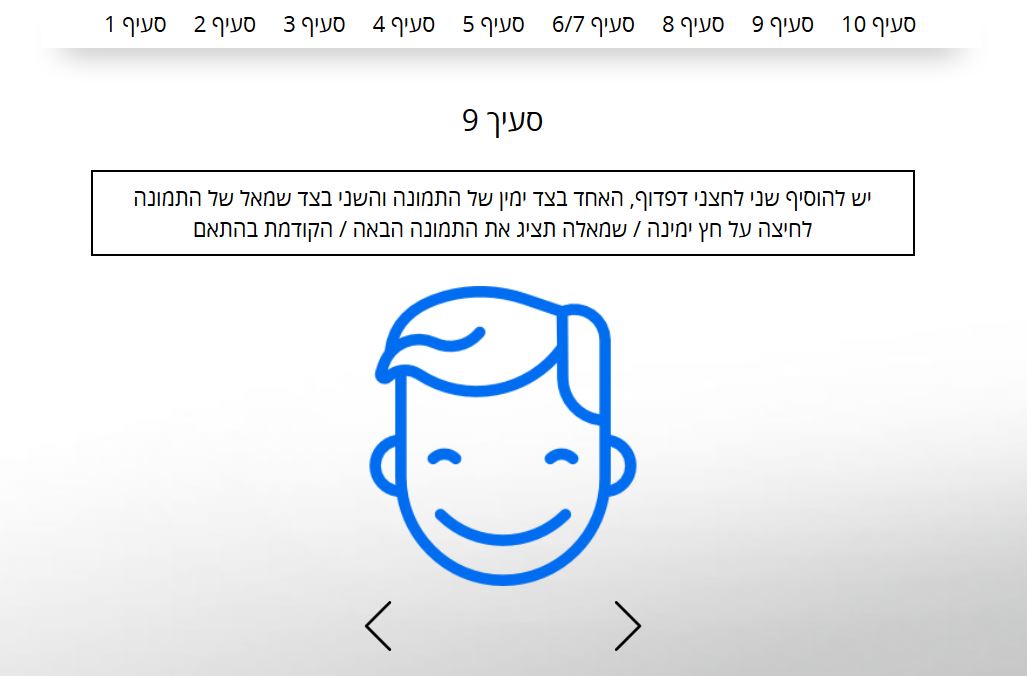 סעיף 1 סעיף 2 סעיף 3 סעיף 4 סעיף 5 סעיף 6/7 סעיף 8 סעיף 9 סעיף 10
סעיך 9
יש להוסיף שני לחצני דפדוף, האחד בצד ימין של התמונה והשני בצד שמאל של התמונה
לחיצה על חץ ימינה / שמאלה תציג את התמונה הבאה / הקודמת בהתאם